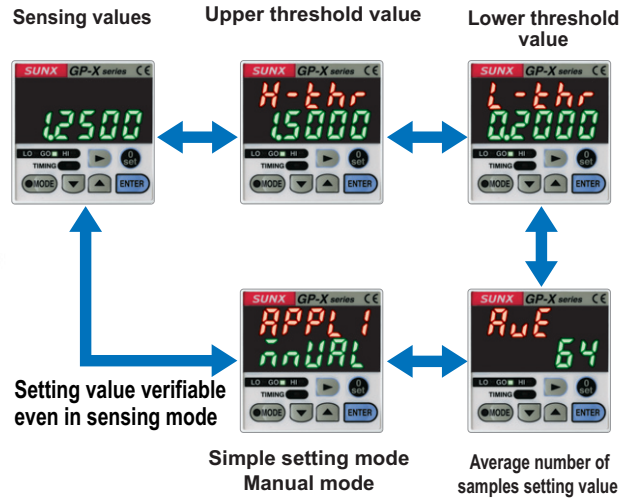 Sensing values
Upper threshold value
Lower threshold
value
SUNX GP-X series CE
1.2500
LO GO HI
TIMING
0 set
MODE ENTER
SUNX GP-X series CE
H-thr
1.5000
LO GO HI
TIMING
0 set
MODE ENTER
SUNX GP-X series CE
L-thr
0.2000
LO GO HI
TIMING
0 set
MODE ENTER
SUNX GP-X series CE
APPL1
mnUAL
LO GO HI
TIMING
0 set
MODE ENTER
SUNX GP-X series CE
AvE
64
LO GO HI
TIMING
0 set
MODE ENTER
Setting value verifiable
even in sensing mode
Simple setting mode
Manual mode
Average number of
samples setting value